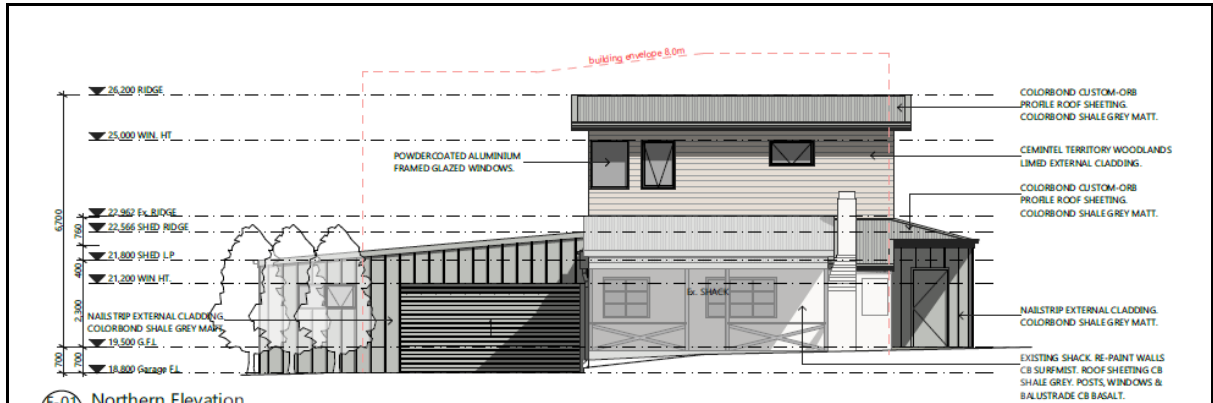 building envelope 8.0m
26,200 RIDGE
25,000 WIN. HT
22,962 Ex. RIDGE
22,566 SHED RIDGE
21,800 SHED LP
21,200 WIN HT.
19,500 G.F.L
18,800 Garage F.L
6,700
760
400
2,300
700
700
POWDERCOATED ALUMINIUM
FRAMED GLAZED WINDOWS.
NAILSTRIP EXTERNAL CLADDING.
COLORBOND SHALE GREY MATT.
Ex. SHACK
COLORBOND CUSTOM-ORB
PROFILE ROOF SHEETING.
COLORBOND SHALE GREY MATT.
CEMINTEL TERRITORY WOODLANDS
LIMED EXTERNAL CLADDING.
COLORBOND CUSTOM-ORB
PROFILE ROOF SHEETING.
COLORBOND SHALE GREY MATT.
NAILSTRIP EXTERNAL CLADDING.
COLORBOND SHALE GREY MATT.
EXISTING SHACK. RE-PAINT WALLS
CB SURFMIST. ROOF SHEETING CB
SHALE GREY. POSTS, WINDOWS &
BALUSTRADE CB BASALT.
E-01 Northern Elevation